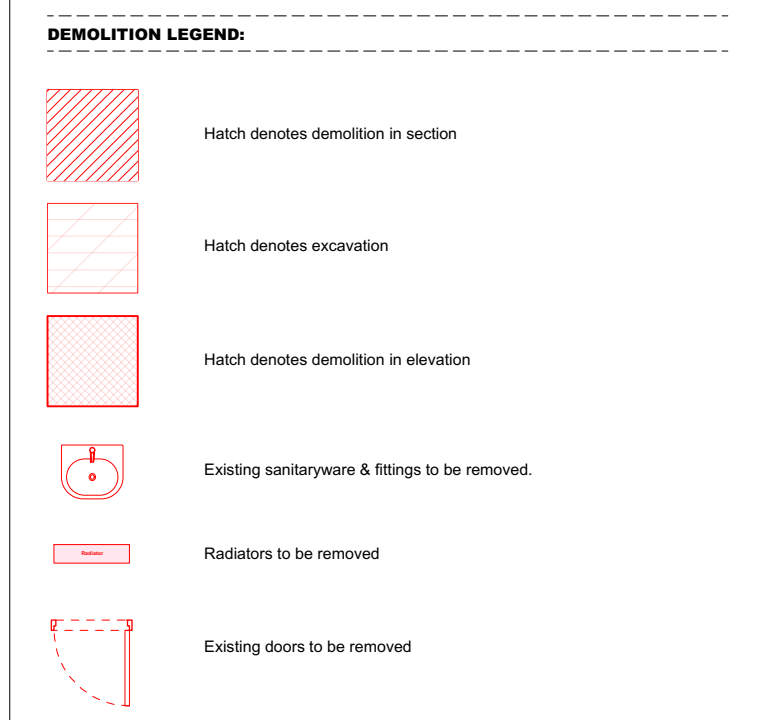 DEMOLITION LEGEND:
Hatch denotes demolition in section
Hatch denotes excavation
Hatch denotes demolition in elevation
Existing sanitaryware & fittings to be removed.
Radiator
Radiators to be removed
Existing doors to be removed